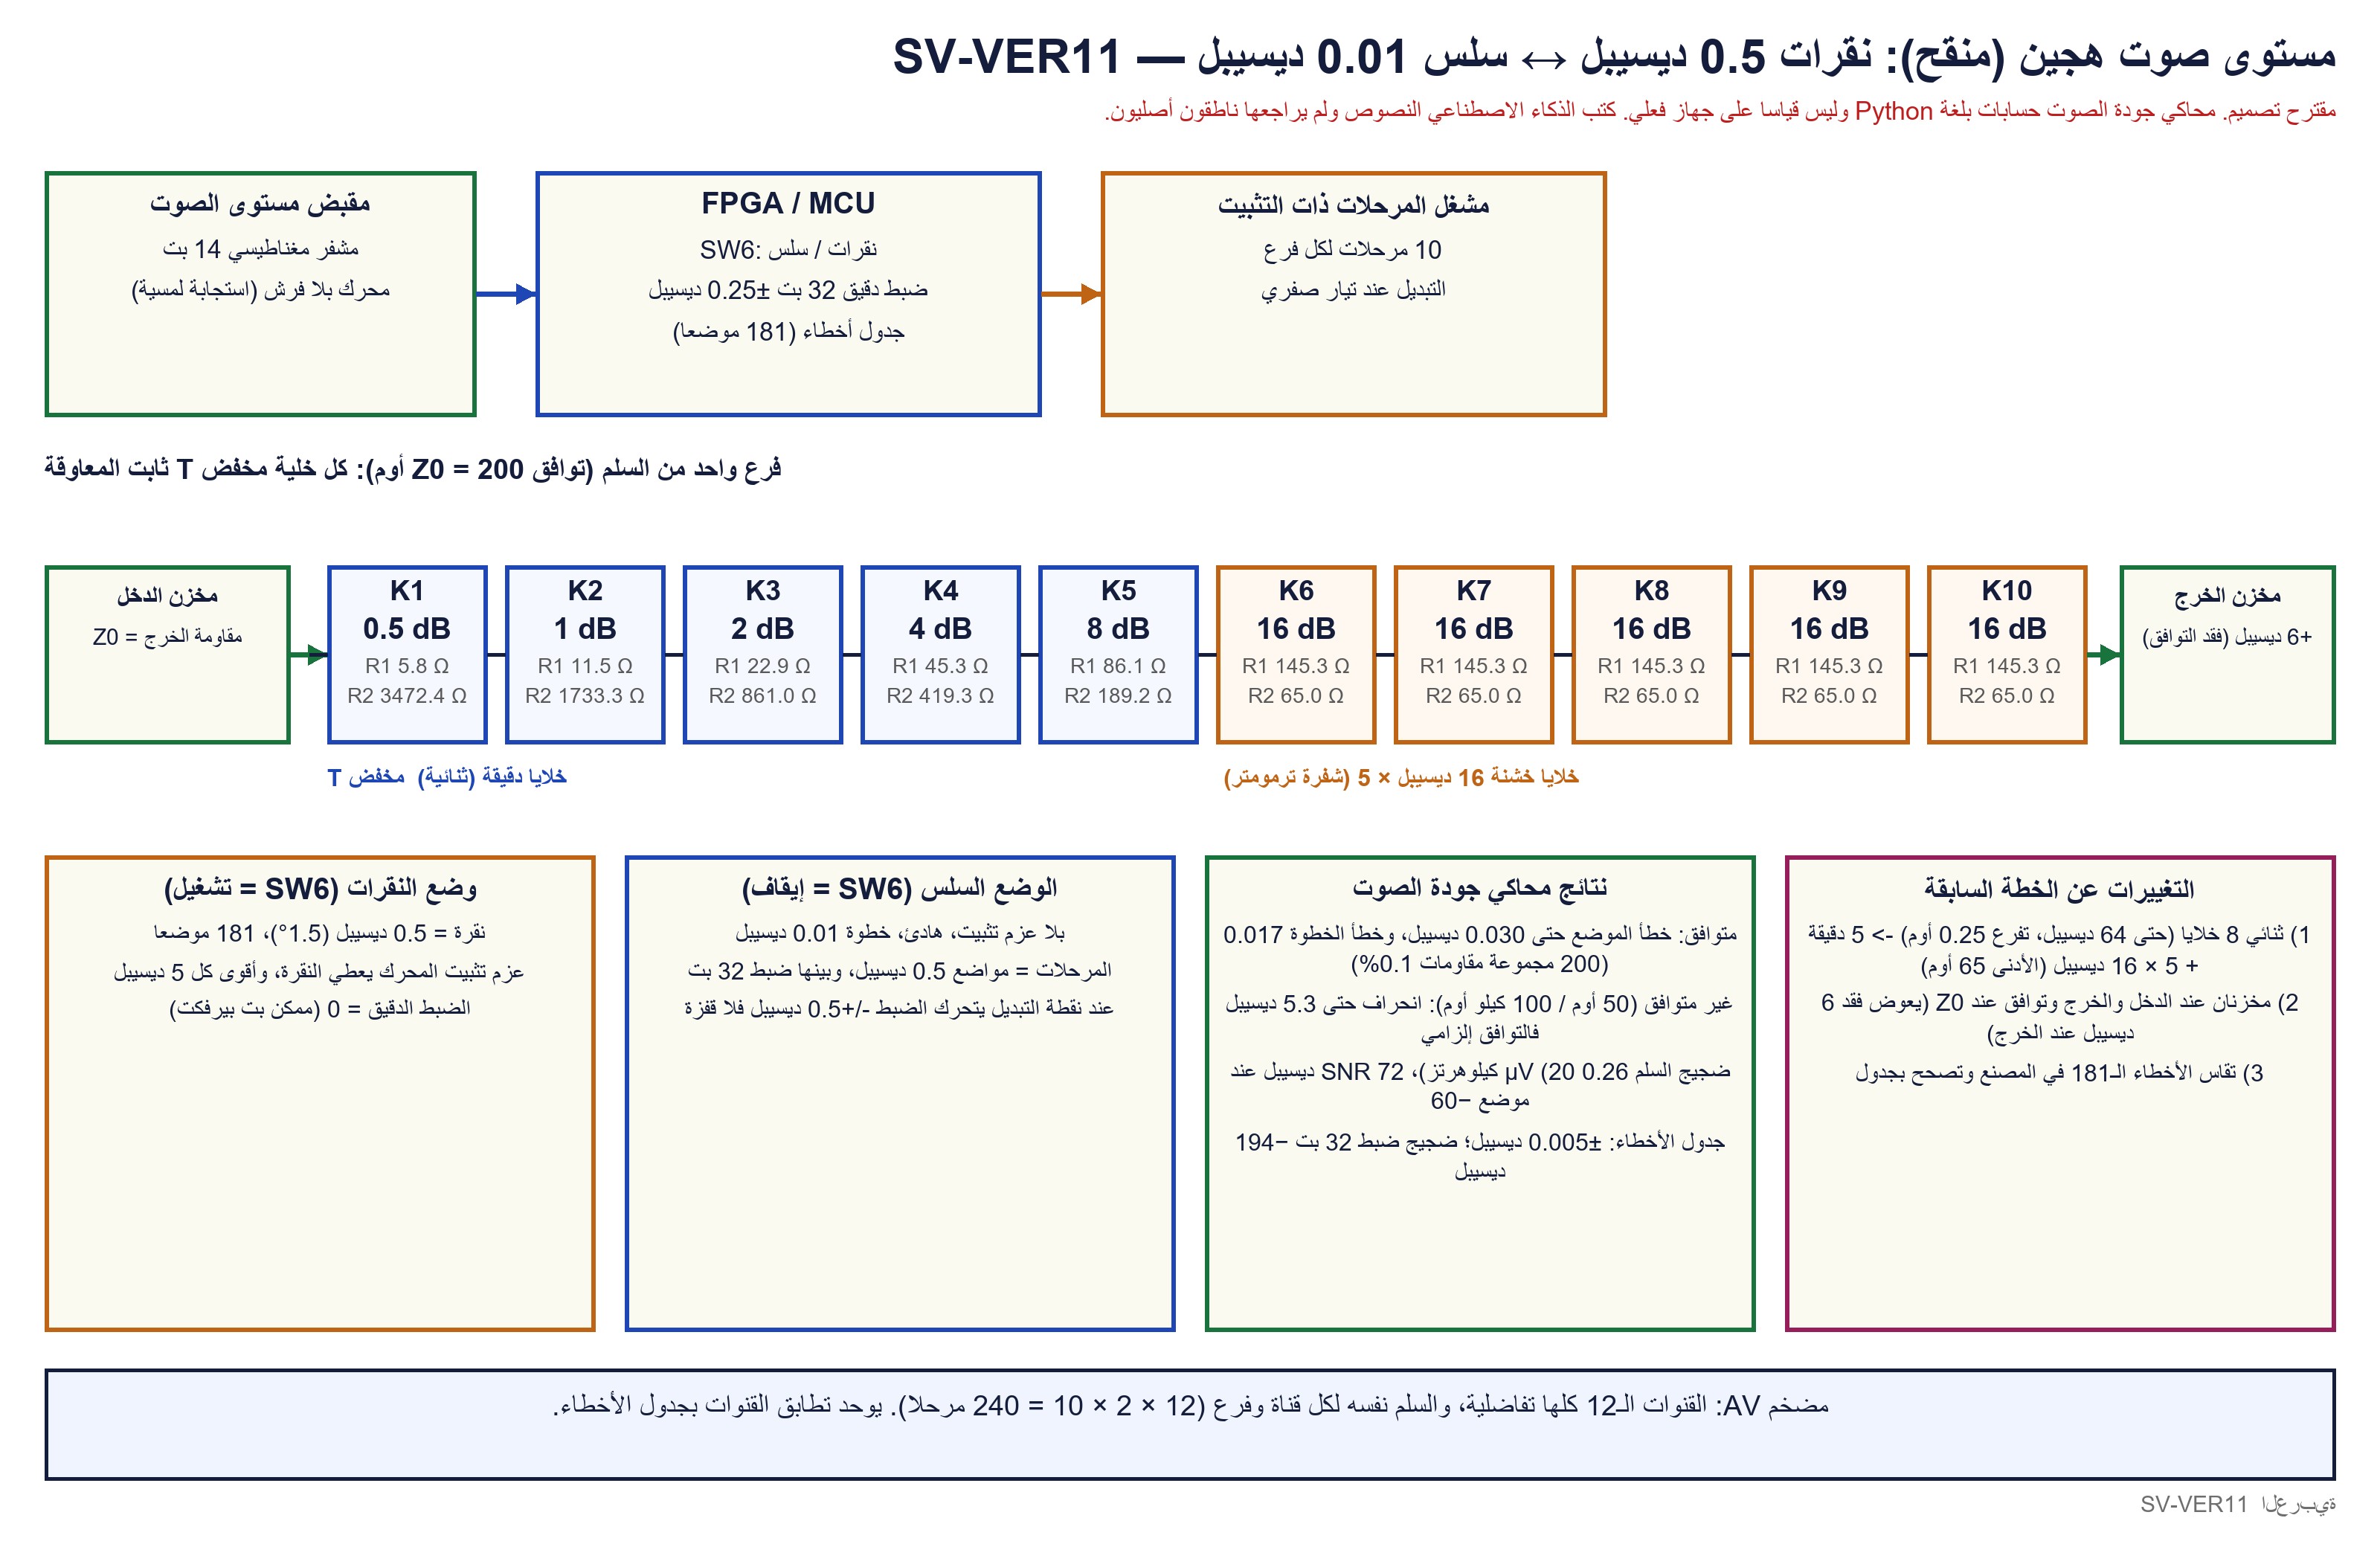 مستوى صوت هجين (منقح): نقرات 0.5 ديسيبل ↔ سلس 0.01 ديسيبل — SV-VER11
مقترح تصميم. محاكي جودة الصوت حسابات بلغة Python وليس قياسا على جهاز فعلي. كتب الذكاء الاصطناعي النصوص ولم يراجعها ناطقون أصليون.
مقبض مستوى الصوت
مشفر مغناطيسي 14 بت
محرك بلا فرش (استجابة لمسية)
FPGA / MCU
SW6: نقرات / سلس
ضبط دقيق 32 بت ±0.25 ديسيبل
جدول أخطاء (181 موضعا)
مشغل المرحلات ذات التثبيت
10 مرحلات لكل فرع
التبديل عند تيار صفري
فرع واحد من السلم (توافق Z0 = 200 أوم): كل خلية مخفض T ثابت المعاوقة
مخزن الدخل
مقاومة الخرج = Z0
K1
0.5 dB
R1 5.8 Ω
R2 3472.4 Ω
K2
1 dB
R1 11.5 Ω
R2 1733.3 Ω
K3
2 dB
R1 22.9 Ω
R2 861.0 Ω
K4
4 dB
R1 45.3 Ω
R2 419.3 Ω
K5
8 dB
R1 86.1 Ω
R2 189.2 Ω
K6
16 dB
R1 145.3 Ω
R2 65.0 Ω
K7
16 dB
R1 145.3 Ω
R2 65.0 Ω
K8
16 dB
R1 145.3 Ω
R2 65.0 Ω
K9
16 dB
R1 145.3 Ω
R2 65.0 Ω
K10
16 dB
R1 145.3 Ω
R2 65.0 Ω
مخزن الخرج
+6 ديسيبل (فقد التوافق)
خلايا دقيقة (ثنائية) مخفض T
خلايا خشنة 16 ديسيبل × 5 (شفرة ترمومتر)
وضع النقرات (SW6 = تشغيل)
نقرة = 0.5 ديسيبل (1.5°)، 181 موضعا
عزم تثبيت المحرك يعطي النقرة، وأقوى كل 5 ديسيبل
الضبط الدقيق = 0 (ممكن بت بيرفكت)
الوضع السلس (SW6 = إيقاف)
بلا عزم تثبيت، هادئ، خطوة 0.01 ديسيبل
المرحلات = مواضع 0.5 ديسيبل، وبينها ضبط 32 بت
عند نقطة التبديل يتحرك الضبط -/+0.5 ديسيبل فلا قفزة
نتائج محاكي جودة الصوت
متوافق: خطأ الموضع حتى 0.030 ديسيبل، وخطأ الخطوة 0.017
(200 مجموعة مقاومات 0.1%)
غير متوافق (50 أوم / 100 كيلو أوم): انحراف حتى 5.3 ديسيبل
فالتوافق إلزامي
ضجيج السلم 0.26 µV (20 كيلوهرتز)، SNR 72 ديسيبل عند
موضع −60
جدول الأخطاء: ±0.005 ديسيبل؛ ضجيج ضبط 32 بت −194
ديسيبل
التغييرات عن الخطة السابقة
1) ثنائي 8 خلايا (حتى 64 ديسيبل، تفرع 0.25 أوم) -> 5 دقيقة
+ 5 × 16 ديسيبل (الأدنى 65 أوم)
2) مخزنان عند الدخل والخرج وتوافق عند Z0 (يعوض فقد 6
ديسيبل عند الخرج)
3) تقاس الأخطاء الـ181 في المصنع وتصحح بجدول
مضخم AV: القنوات الـ12 كلها تفاضلية، والسلم نفسه لكل قناة وفرع (12 × 2 × 10 = 240 مرحلا). يوحد تطابق القنوات بجدول الأخطاء.
SV-VER11 العربية